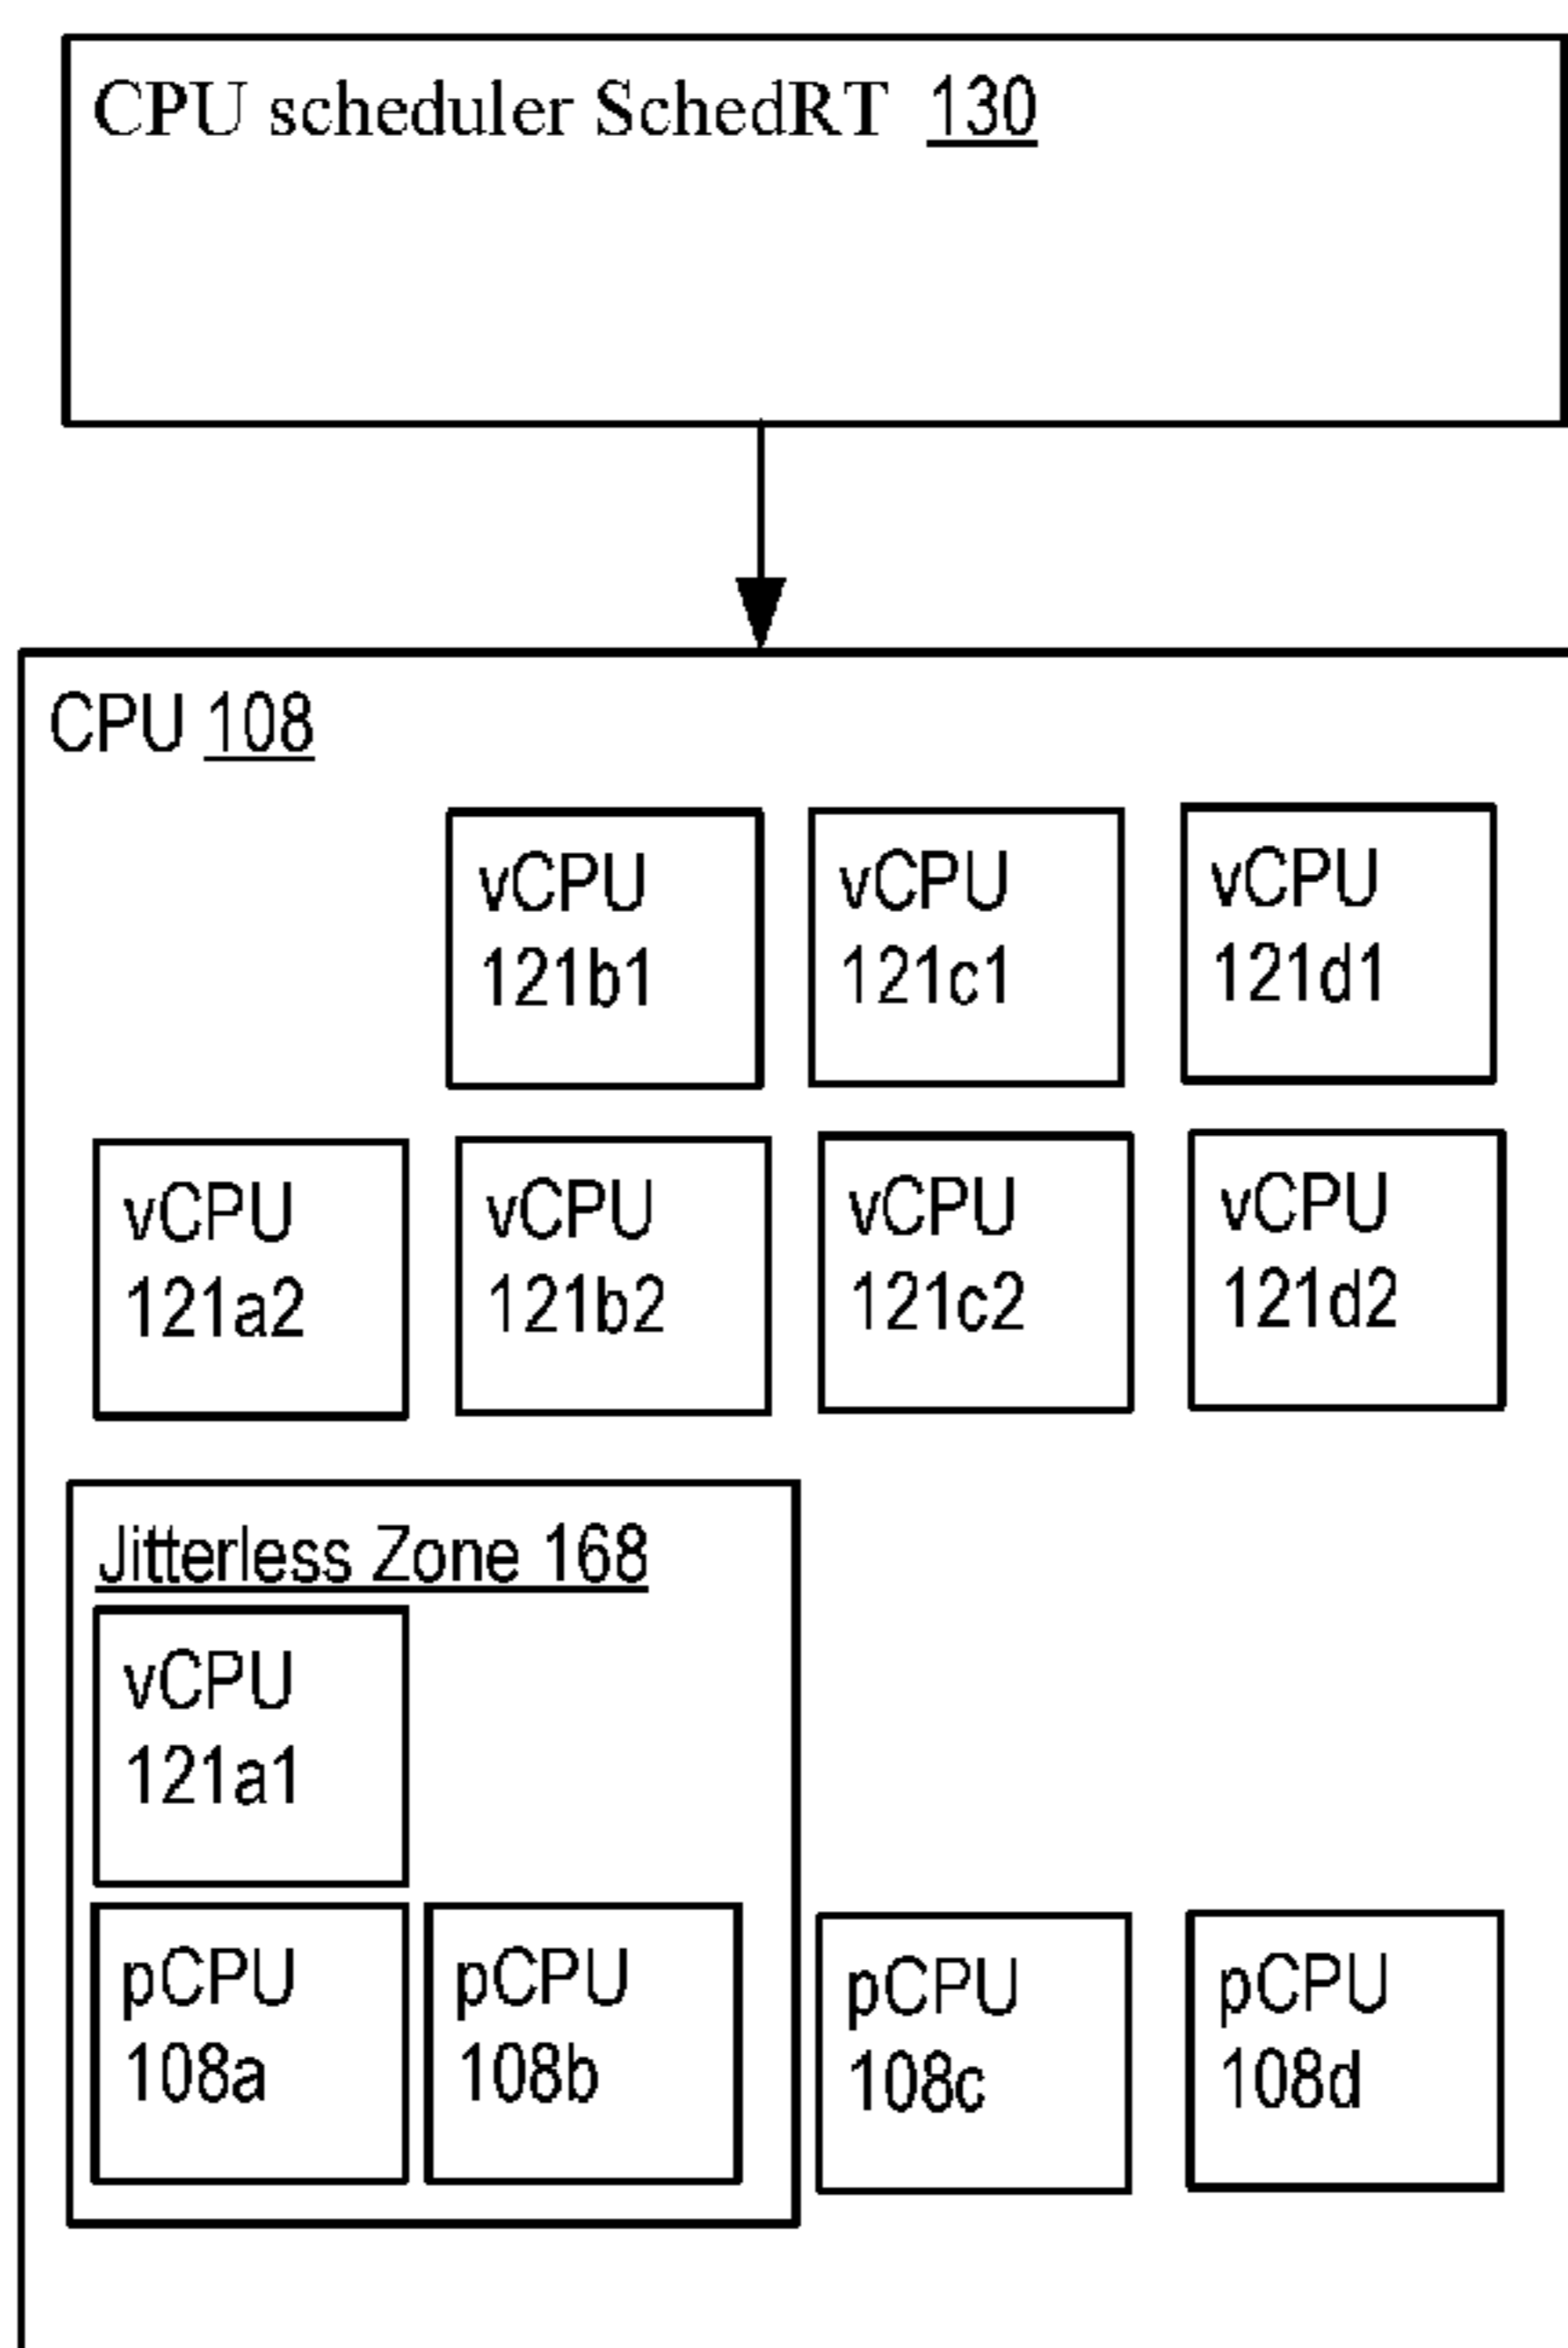 CPU scheduler SchedRT 130
CPU 108
vCPU
121b1
vCPU
121c1
vCPU
121d1
vCPU
121a2
vCPU
121b2
vCPU
121c2
vCPU
121d2
Jitterless Zone 168
vCPU
121a1
pCPU
108a
pCPU
108b
pCPU
108c
pCPU
108d